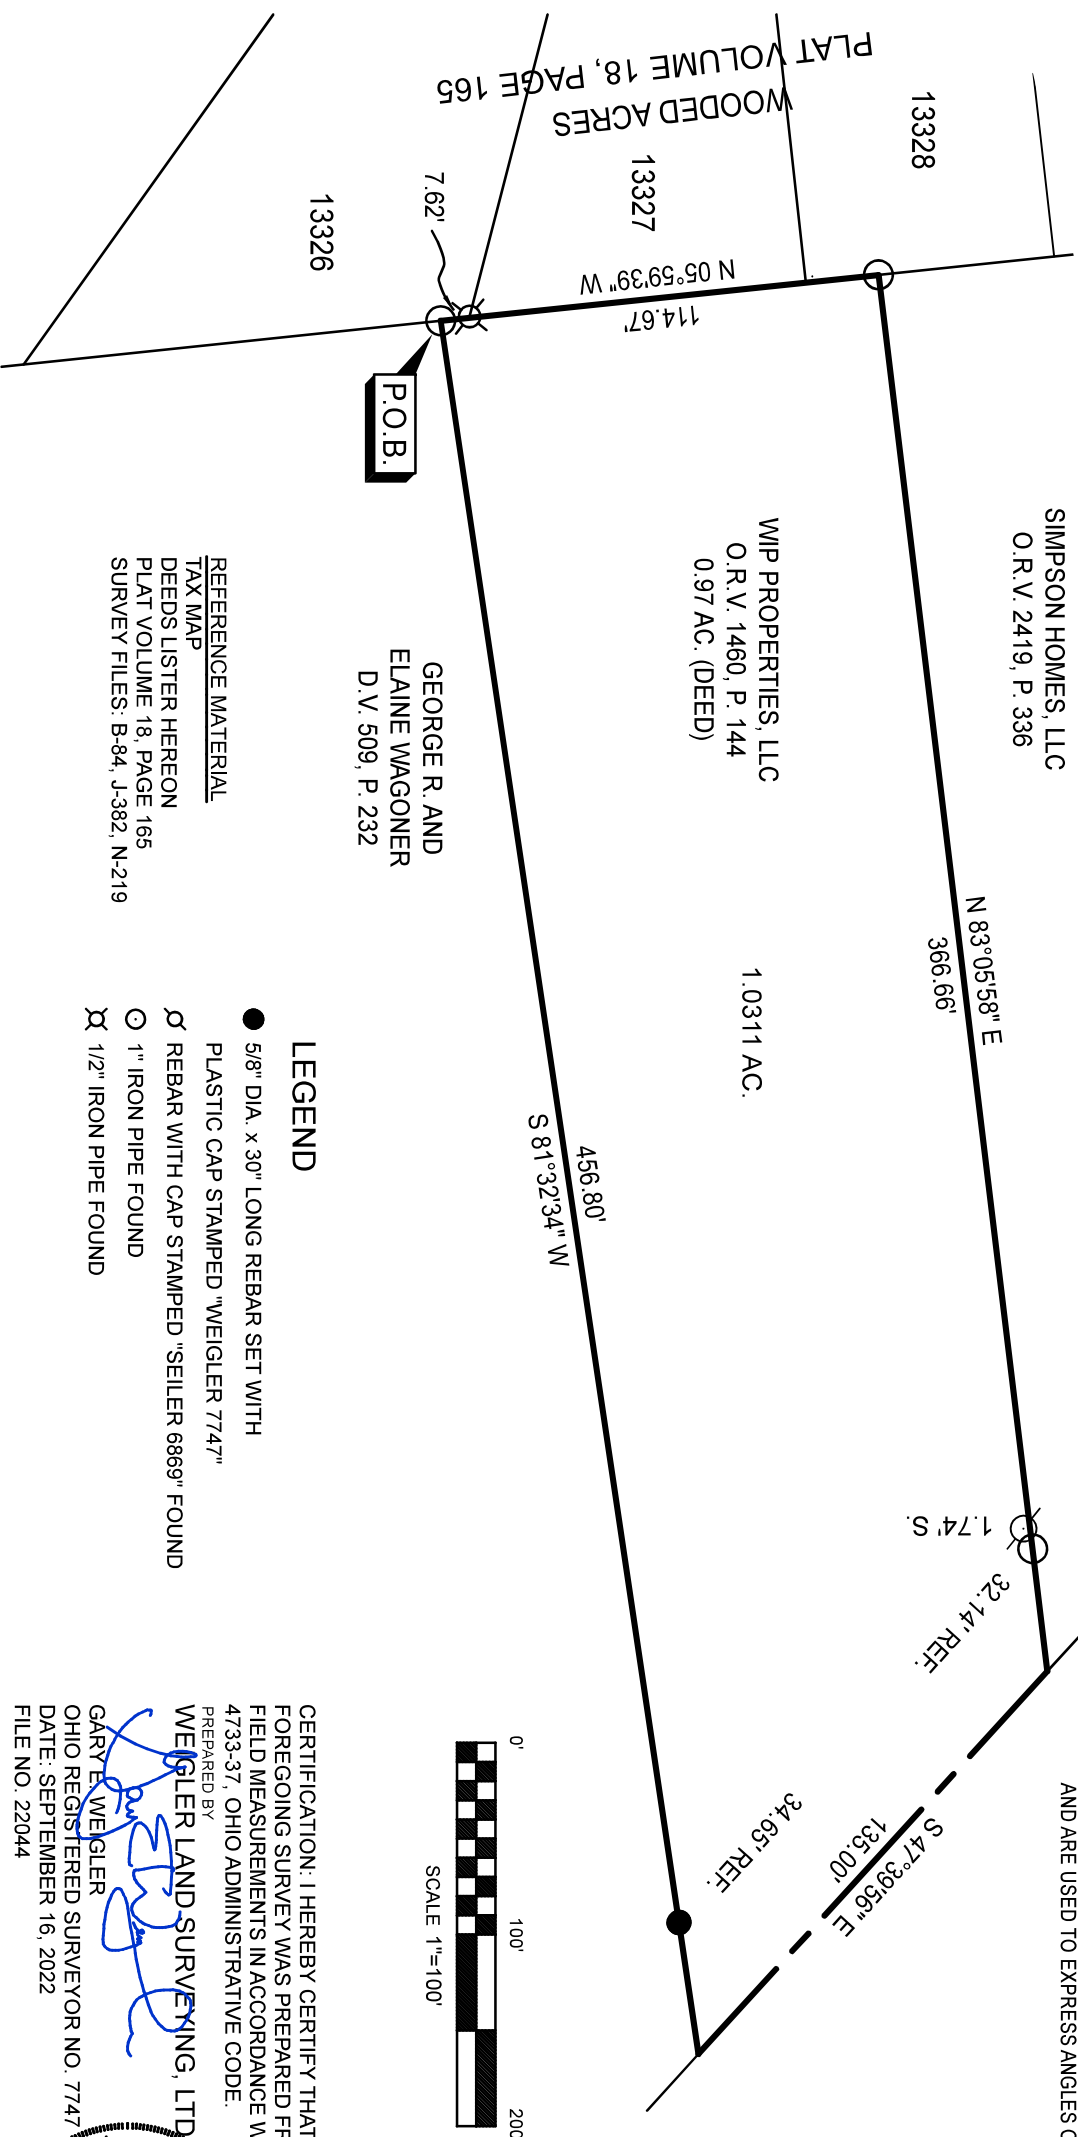 AND ARE USED TO EXPRESS ANGLES
SIMPSON HOMES, LLC
O.R.V. 2419, P. 336
13328
13327
13326
WOODED ACRES
PLAT VOLUME 18, PAGE 165
N 05°59'39" W
114.67'
7.62'
P.O.B.
N 83°05'58" E
366.66'
WIP PROPERTIES, LLC
O.R.V. 1460, P. 144
0.97 AC. (DEED)
1.0311 AC.
1.74' S.
32.14' REF.
S 47°39'56" E
135.00'
34.65' REF.
456.80'
S 81°32'34" W
GEORGE R. AND
ELAINE WAGONER
D.V. 509, P. 232
REFERENCE MATERIAL
TAX MAP
DEEDS LISTER HEREON
PLAT VOLUME 18, PAGE 165
SURVEY FILES: B-84, J-382, N-219
LEGEND
5/8" DIA. x 30" LONG REBAR SET WITH
PLASTIC CAP STAMPED "WEIGLER 7747"
REBAR WITH CAP STAMPED "SEILER 6869" FOUND
1" IRON PIPE FOUND
1/2" IRON PIPE FOUND
0' 100' 200
SCALE 1"=100'
CERTIFICATION: I HEREBY CERTIFY THAT
FOREGOING SURVEY WAS PREPARED FR
FIELD MEASUREMENTS IN ACCORDANCE W
4733-37, OHIO ADMINISTRATIVE CODE.
PREPARED BY
WEIGLER LAND SURVEYING, LTD
GARY E. WEIGLER
OHIO REGISTERED SURVEYOR NO. 7747
DATE: SEPTEMBER 16, 2022
FILE NO. 22044